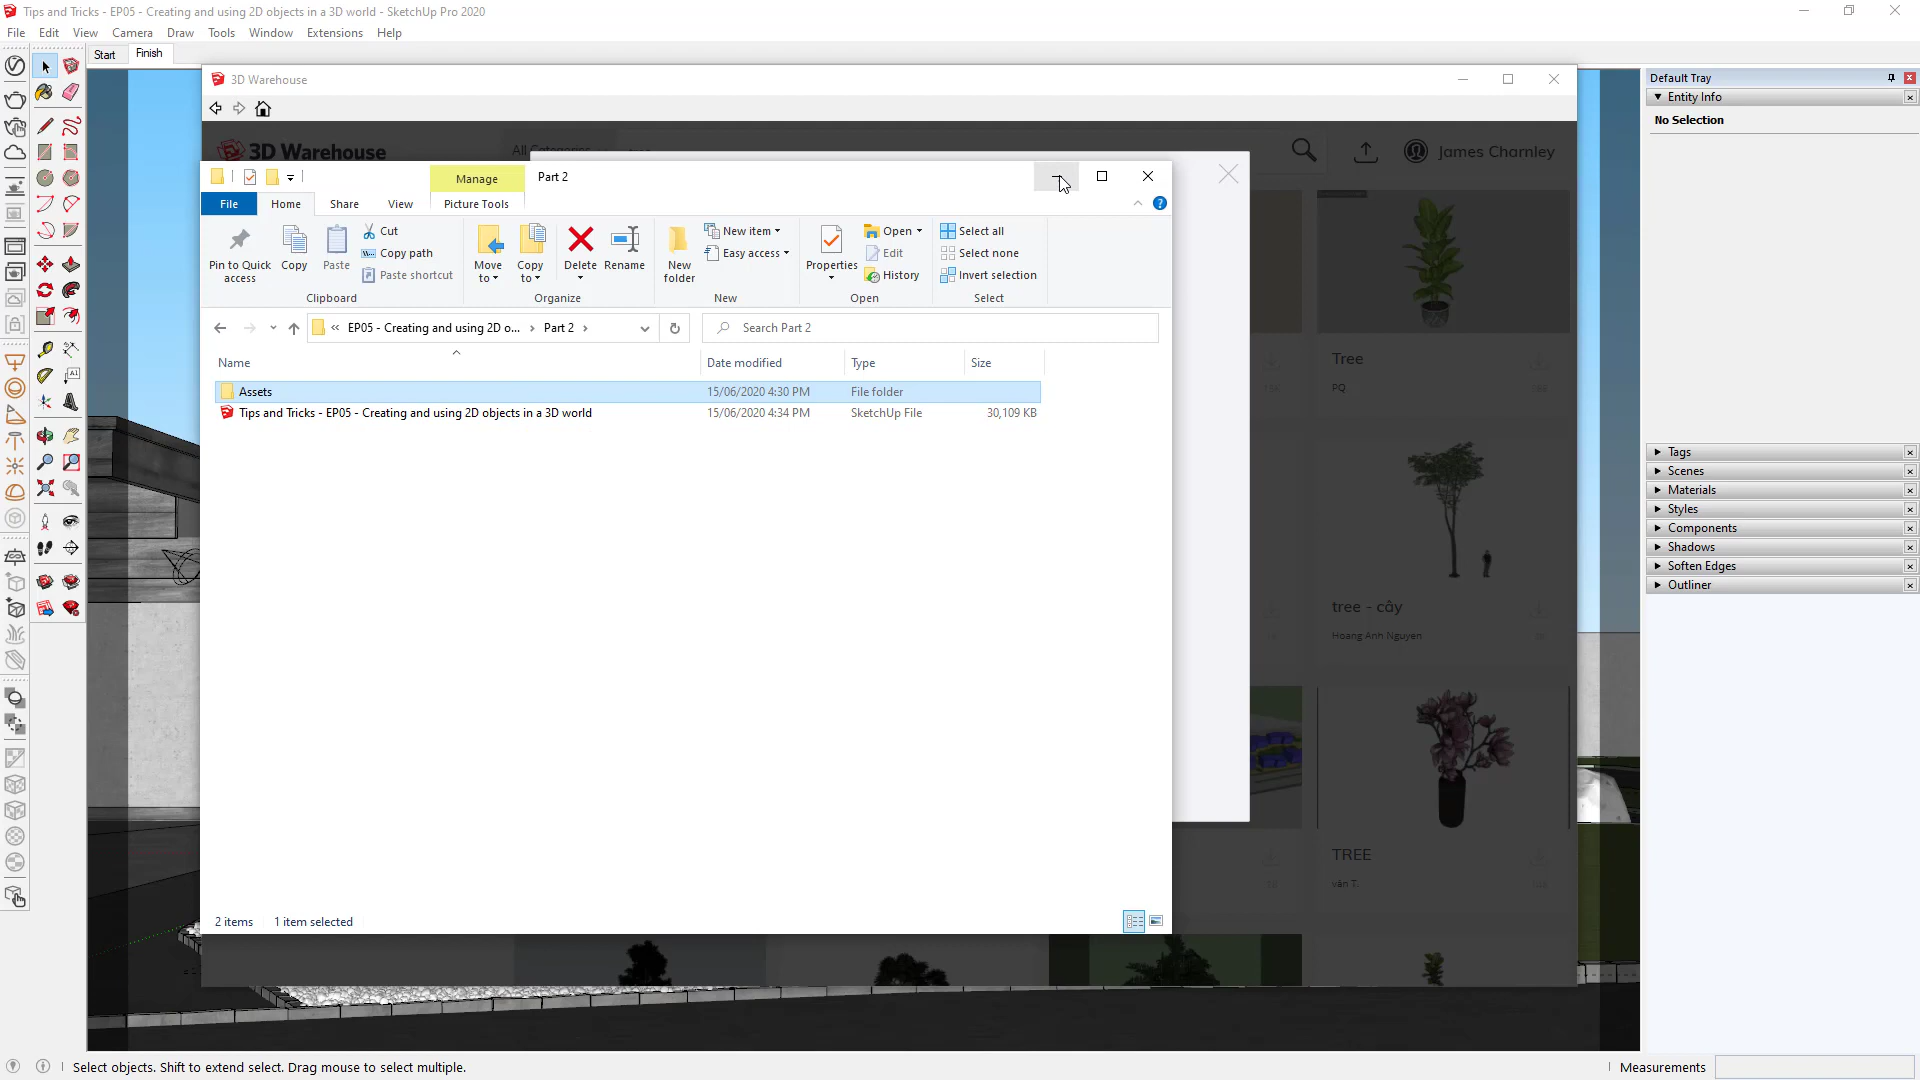 Tips and Tricks - EP05 - Creating and using 2D objects in a 3D world - SketchUp Pro 2020
File Edit View Camera Draw Tools Window Extensions Help
Start Finish
3D Warehouse
3D Warehouse
All Categories
James Charnley
Manage Part 2
File Home Share View Picture Tools
Pin to Quick access
Copy
Paste
Cut
Copy path
Paste shortcut
Clipboard
Move to
Copy to
Delete
Rename
Organize
New folder
New item
Easy access
New
Properties
Open
Edit
History
Open
Select all
Select none
Invert selection
Select
« EP05 - Creating and using 2D o... › Part 2 ›
Search Part 2
Name Date modified Type Size
Assets 15/06/2020 4:30 PM File folder
Tips and Tricks - EP05 - Creating and using 2D objects in a 3D world 15/06/2020 4:34 PM SketchUp File 30,109 KB
2 items 1 item selected
Tree
PQ
tree - cây
Hoang Anh Nguyen
TREE
văn T.
Default Tray
Entity Info
No Selection
Tags
Scenes
Materials
Styles
Components
Shadows
Soften Edges
Outliner
Select objects. Shift to extend select. Drag mouse to select multiple.
Measurements